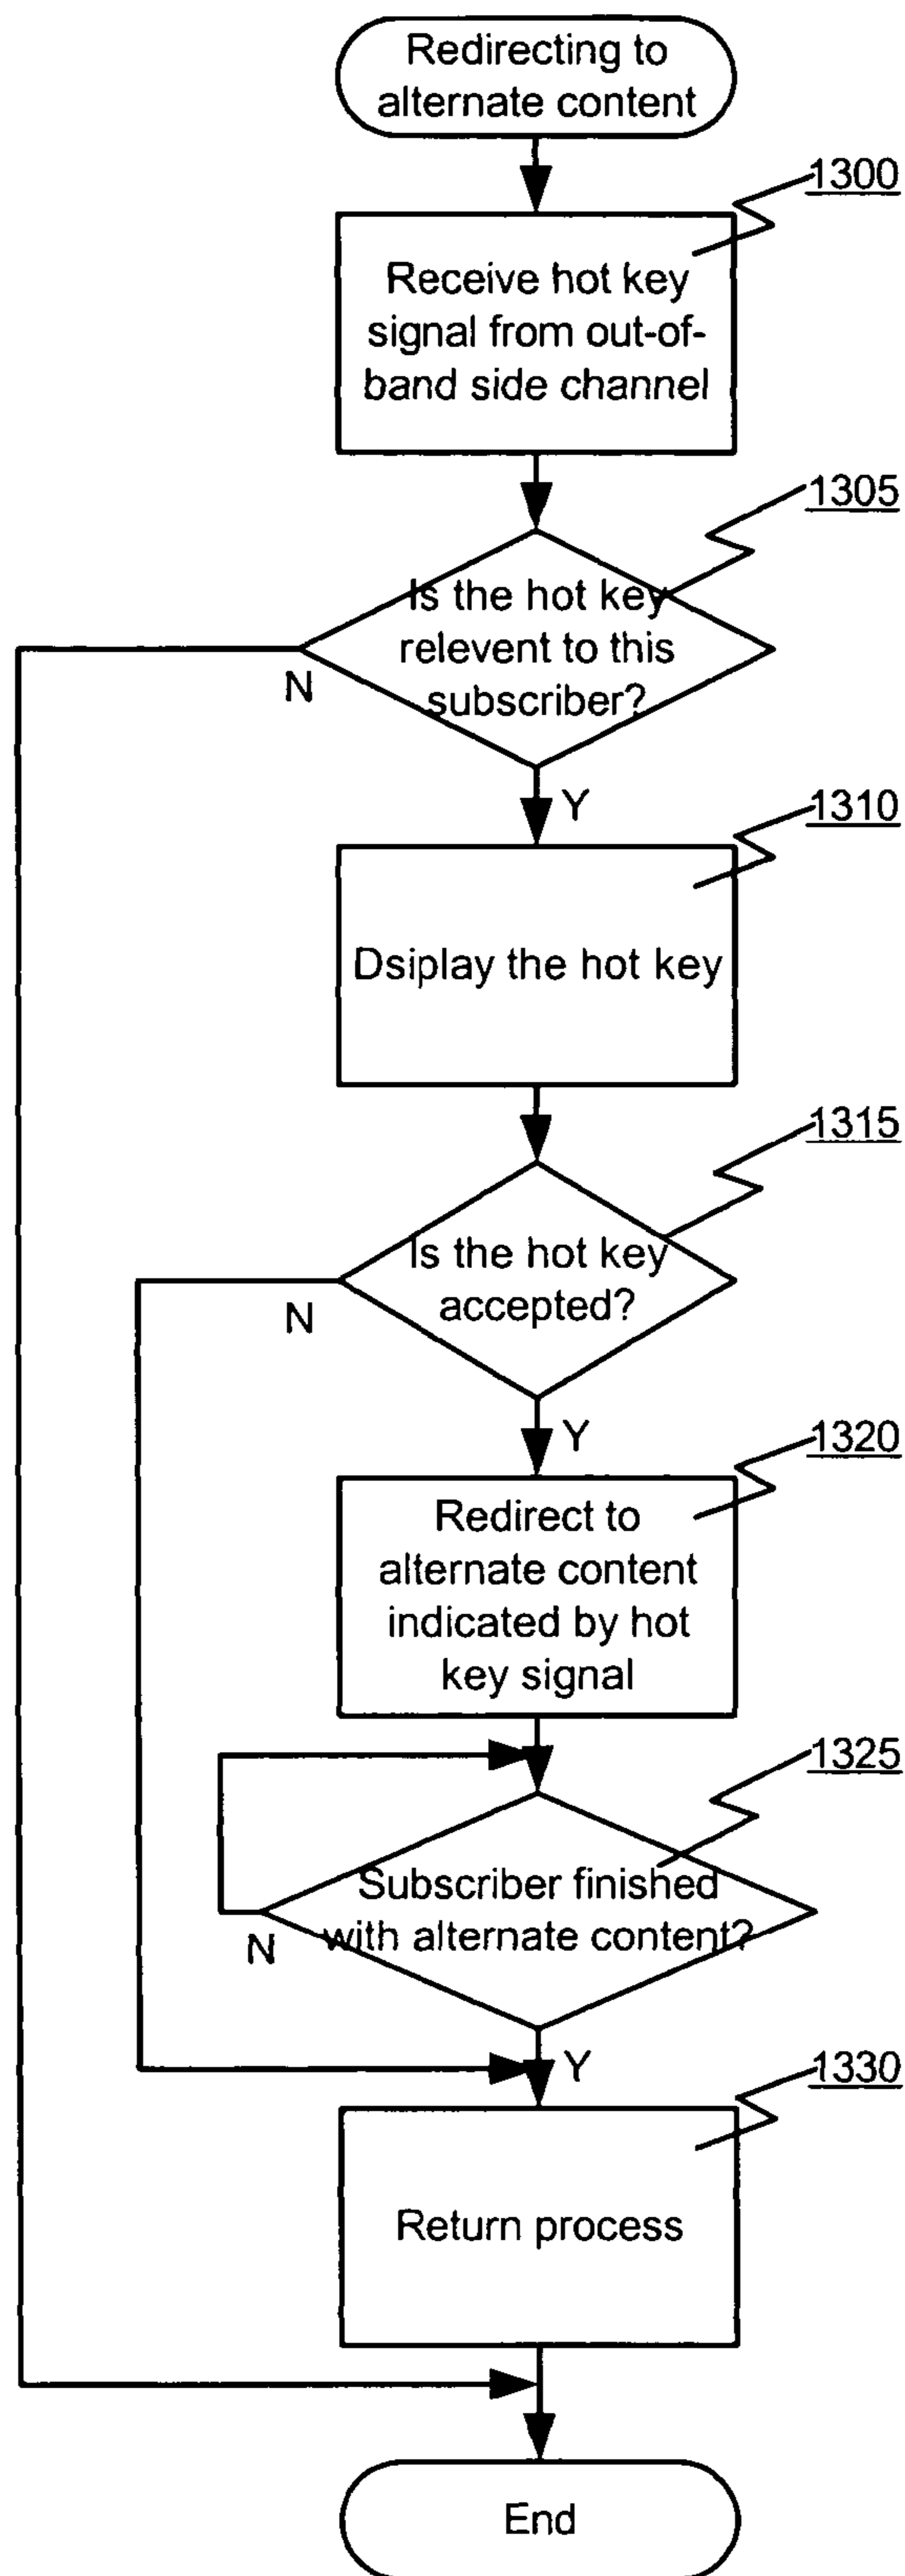 Redirecting to
alternate content
1300
Receive hot key
signal from out-of-
band side channel
1305
Is the hot key
relevent to this
subscriber?
N
Y
1310
Dsiplay the hot key
1315
Is the hot key
accepted?
N
Y
1320
Redirect to
alternate content
indicated by hot
key signal
1325
Subscriber finished
with alternate content?
N
Y
1330
Return process
End